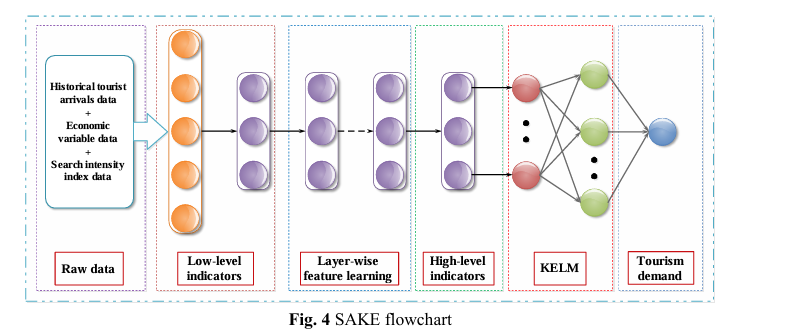 Historical tourist
arrivals data
+
Economic
variable data
+
Search intensity
index data
Raw data
Low-level
indicators
Layer-wise
feature learning
High-level
indicators
KELM
Tourism
demand
Fig. 4 SAKE flowchart